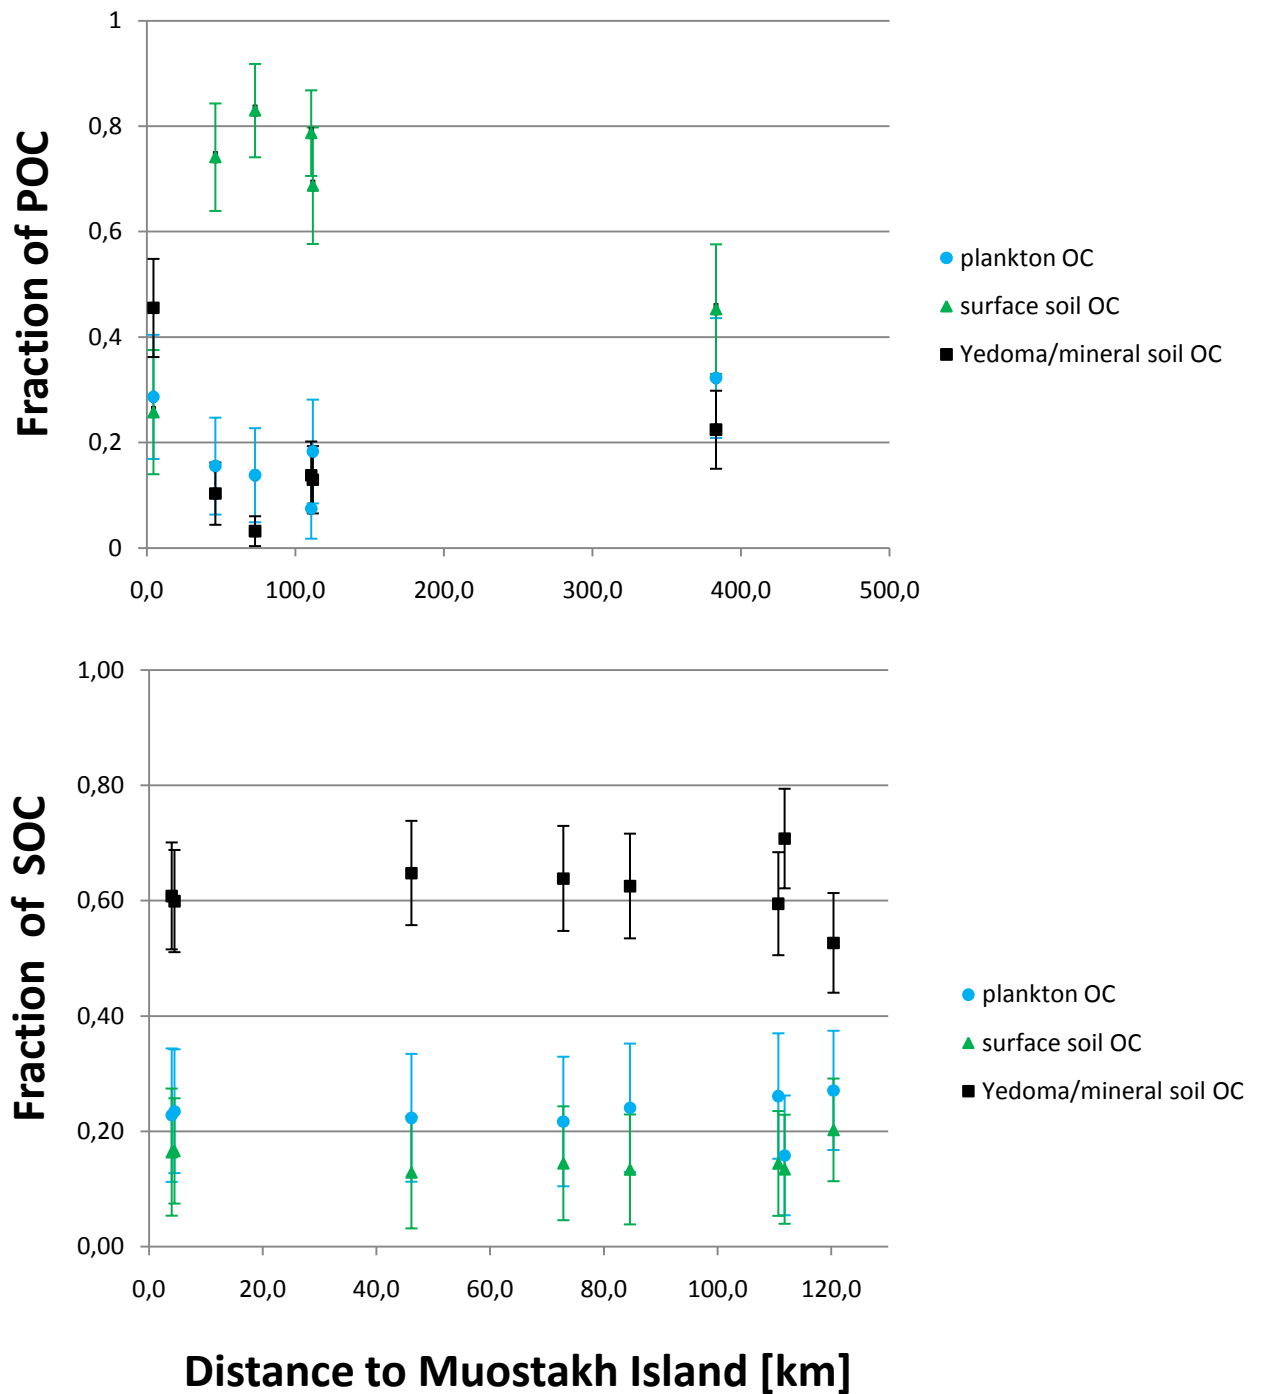 1
0,8
0,6
0,4
0,2
0
Fraction of POC
0,0 100,0 200,0 300,0 400,0 500,0
plankton OC
surface soil OC
Yedoma/mineral soil OC
1,00
0,80
0,60
0,40
0,20
0,00
Fraction of SOC
0,0 20,0 40,0 60,0 80,0 100,0 120,0
plankton OC
surface soil OC
Yedoma/mineral soil OC
Distance to Muostakh Island [km]